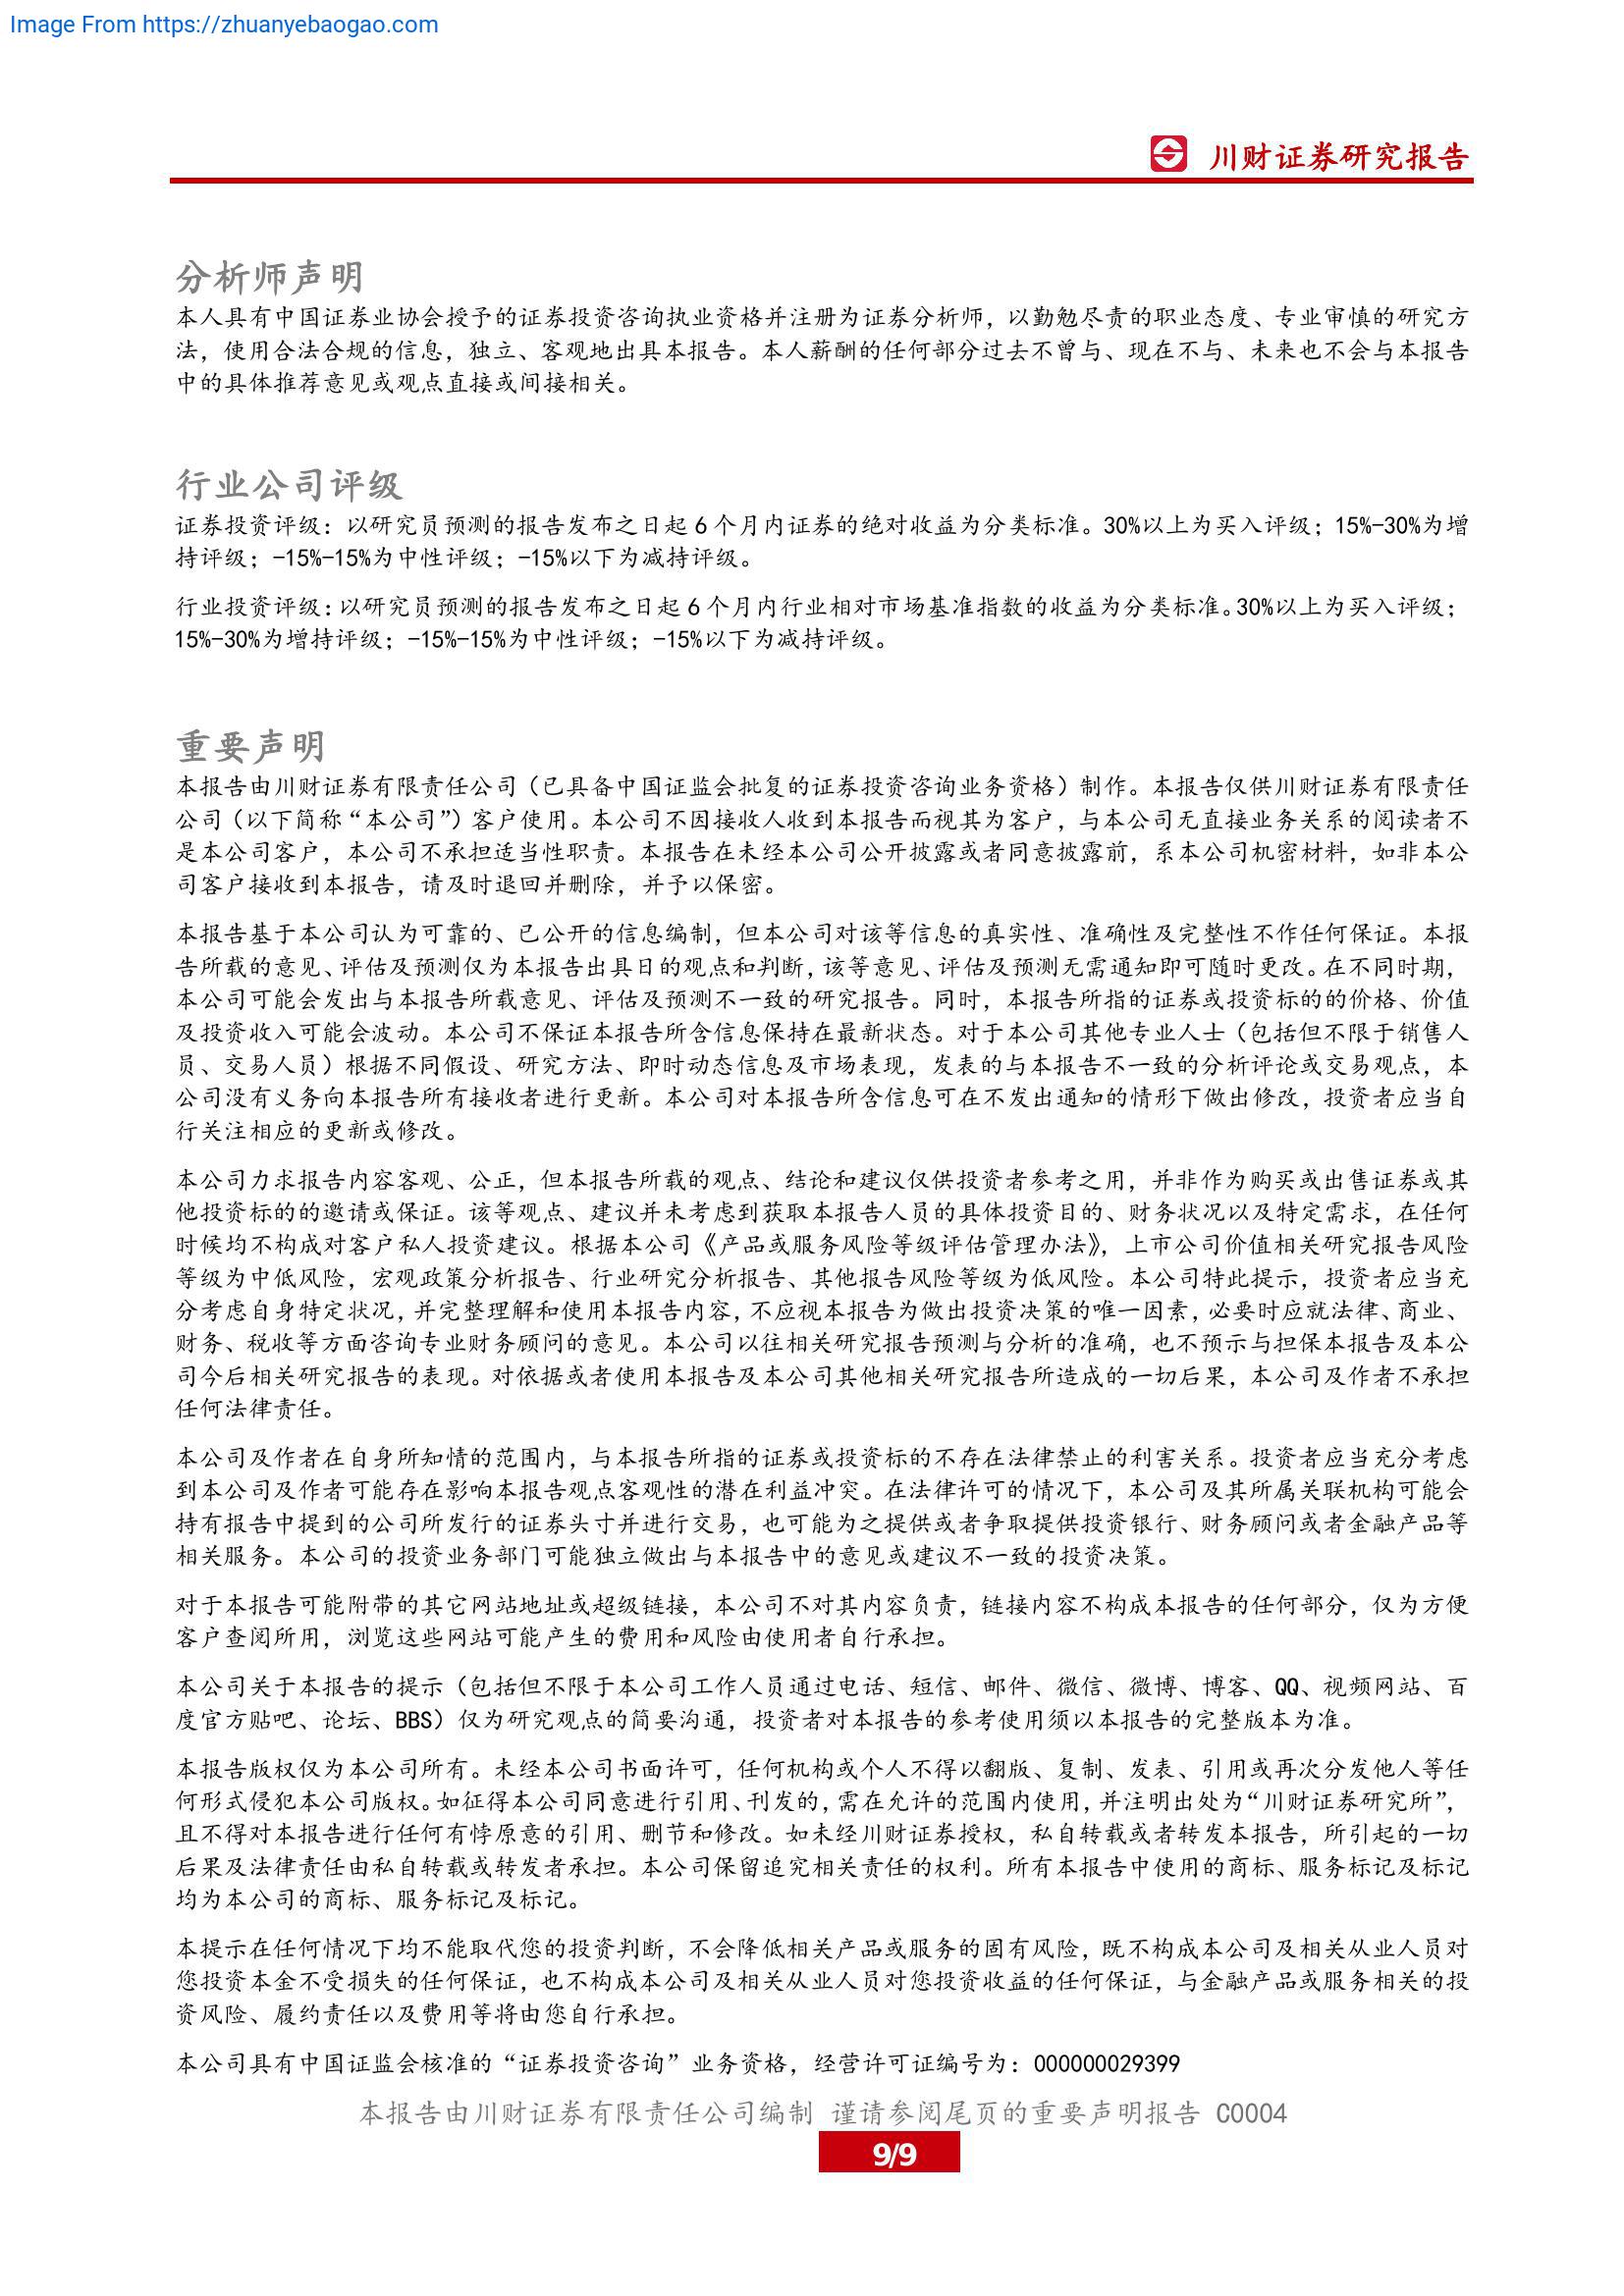 Image From https://zhuanyebaogao.com
川财证券研究报告
分析师声明
本人具有中国证券业协会授予的证券投资咨询执业资格并注册为证券分析师，以勤勉尽责的职业态度、专业审慎的研究方
法，使用合法合规的信息，独立、客观地出具本报告。本人薪酬的任何部分过去不曾与、现在不与、未来也不会与本报告
中的具体推荐意见或观点直接或间接相关。
行业公司评级
证券投资评级：以研究员预测的报告发布之日起 6 个月内证券的绝对收益为分类标准。30%以上为买入评级；15%-30%为增
持评级；-15%-15%为中性评级；-15%以下为减持评级。
行业投资评级：以研究员预测的报告发布之日起 6 个月内行业相对市场基准指数的收益为分类标准。30%以上为买入评级；
15%-30%为增持评级；-15%-15%为中性评级；-15%以下为减持评级。
重要声明
本报告由川财证券有限责任公司（已具备中国证监会批复的证券投资咨询业务资格）制作。本报告仅供川财证券有限责任
公司（以下简称“本公司”）客户使用。本公司不因接收人收到本报告而视其为客户，与本公司无直接业务关系的阅读者不
是本公司客户，本公司不承担适当性职责。本报告在未经本公司公开披露或者同意披露前，系本公司机密材料，如非本公
司客户接收到本报告，请及时退回并删除，并予以保密。
本报告基于本公司认为可靠的、已公开的信息编制，但本公司对该等信息的真实性、准确性及完整性不作任何保证。本报
告所载的意见、评估及预测仅为本报告出具日的观点和判断，该等意见、评估及预测无需通知即可随时更改。在不同时期，
本公司可能会发出与本报告所载意见、评估及预测不一致的研究报告。同时，本报告所指的证券或投资标的的价格、价值
及投资收入可能会波动。本公司不保证本报告所含信息保持在最新状态。对于本公司其他专业人士（包括但不限于销售人
员、交易人员）根据不同假设、研究方法、即时动态信息及市场表现，发表的与本报告不一致的分析评论或交易观点，本
公司没有义务向本报告所有接收者进行更新。本公司对本报告所含信息可在不发出通知的情形下做出修改，投资者应当自
行关注相应的更新或修改。
本公司力求报告内容客观、公正，但本报告所载的观点、结论和建议仅供投资者参考之用，并非作为购买或出售证券或其
他投资标的的邀请或保证。该等观点、建议并未考虑到获取本报告人员的具体投资目的、财务状况以及特定需求，在任何
时候均不构成对客户私人投资建议。根据本公司《产品或服务风险等级评估管理办法》，上市公司价值相关研究报告风险
等级为中低风险，宏观政策分析报告、行业研究分析报告、其他报告风险等级为低风险。本公司特此提示，投资者应当充
分考虑自身特定状况，并完整理解和使用本报告内容，不应视本报告为做出投资决策的唯一因素，必要时应就法律、商业、
财务、税收等方面咨询专业财务顾问的意见。本公司以往相关研究报告预测与分析的准确，也不预示与担保本报告及本公
司今后相关研究报告的表现。对依据或者使用本报告及本公司其他相关研究报告所造成的一切后果，本公司及作者不承担
任何法律责任。
本公司及作者在自身所知情的范围内，与本报告所指的证券或投资标的不存在法律禁止的利害关系。投资者应当充分考虑
到本公司及作者可能存在影响本报告观点客观性的潜在利益冲突。在法律许可的情况下，本公司及其所属关联机构可能会
持有报告中提到的公司所发行的证券头寸并进行交易，也可能为之提供或者争取提供投资银行、财务顾问或者金融产品等
相关服务。本公司的投资业务部门可能独立做出与本报告中的意见或建议不一致的投资决策。
对于本报告可能附带的其它网站地址或超级链接，本公司不对其内容负责，链接内容不构成本报告的任何部分，仅为方便
客户查阅所用，浏览这些网站可能产生的费用和风险由使用者自行承担。
本公司关于本报告的提示（包括但不限于本公司工作人员通过电话、短信、邮件、微信、微博、博客、QQ、视频网站、百
度官方贴吧、论坛、BBS）仅为研究观点的简要沟通，投资者对本报告的参考使用须以本报告的完整版本为准。
本报告版权仅为本公司所有。未经本公司书面许可，任何机构或个人不得以翻版、复制、发表、引用或再次分发他人等任
何形式侵犯本公司版权。如征得本公司同意进行引用、刊发的，需在允许的范围内使用，并注明出处为“川财证券研究所”，
且不得对本报告进行任何有悖原意的引用、删节和修改。如未经川财证券授权，私自转载或者转发本报告，所引起的一切
后果及法律责任由私自转载或转发者承担。本公司保留追究相关责任的权利。所有本报告中使用的商标、服务标记及标记
均为本公司的商标、服务标记及标记。
本提示在任何情况下均不能取代您的投资判断，不会降低相关产品或服务的固有风险，既不构成本公司及相关从业人员对
您投资本金不受损失的任何保证，也不构成本公司及相关从业人员对您投资收益的任何保证，与金融产品或服务相关的投
资风险、履约责任以及费用等将由您自行承担。
本公司具有中国证监会核准的“证券投资咨询”业务资格，经营许可证编号为：000000029399
本报告由川财证券有限责任公司编制 谨请参阅尾页的重要声明报告 C0004
9/9